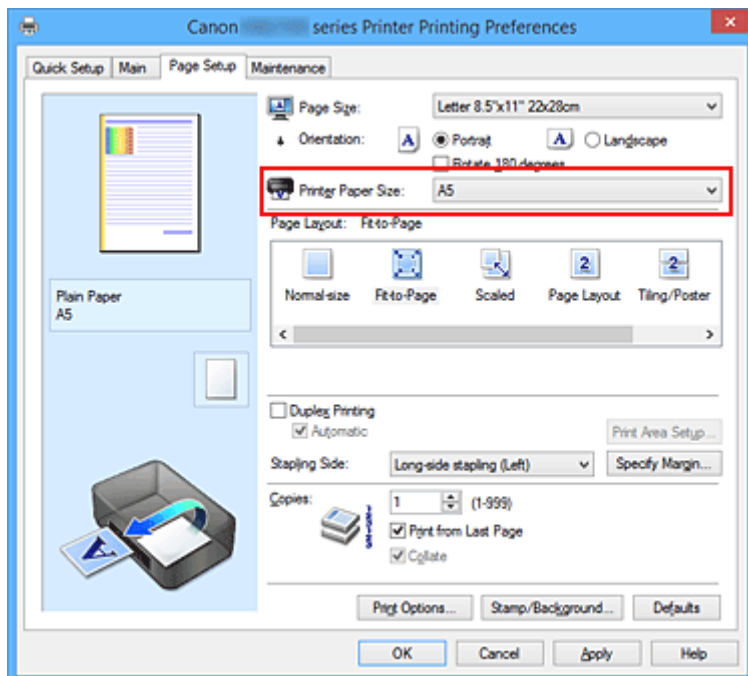 Canon series Printer Printing Preferences
Quick Setup Main Page Setup Maintenance
Page Size: Letter 8.5"x11" 22x28cm
Orientation: A Portrait A Landscape
Rotate 180 degrees
Printer Paper Size: A5
Page Layout: Fit-to-Page
2 2
Normal-size Fit-to-Page Scaled Page Layout Tiling/Poster
Plain Paper
A5
Duplex Printing
Automatic Print Area Setup...
Stapling Side: Long-side stapling (Left) Specify Margin...
Copies: 1 (1-999)
Print from Last Page
Collate
A
Print Options... Stamp/Background... Defaults
OK Cancel Apply Help